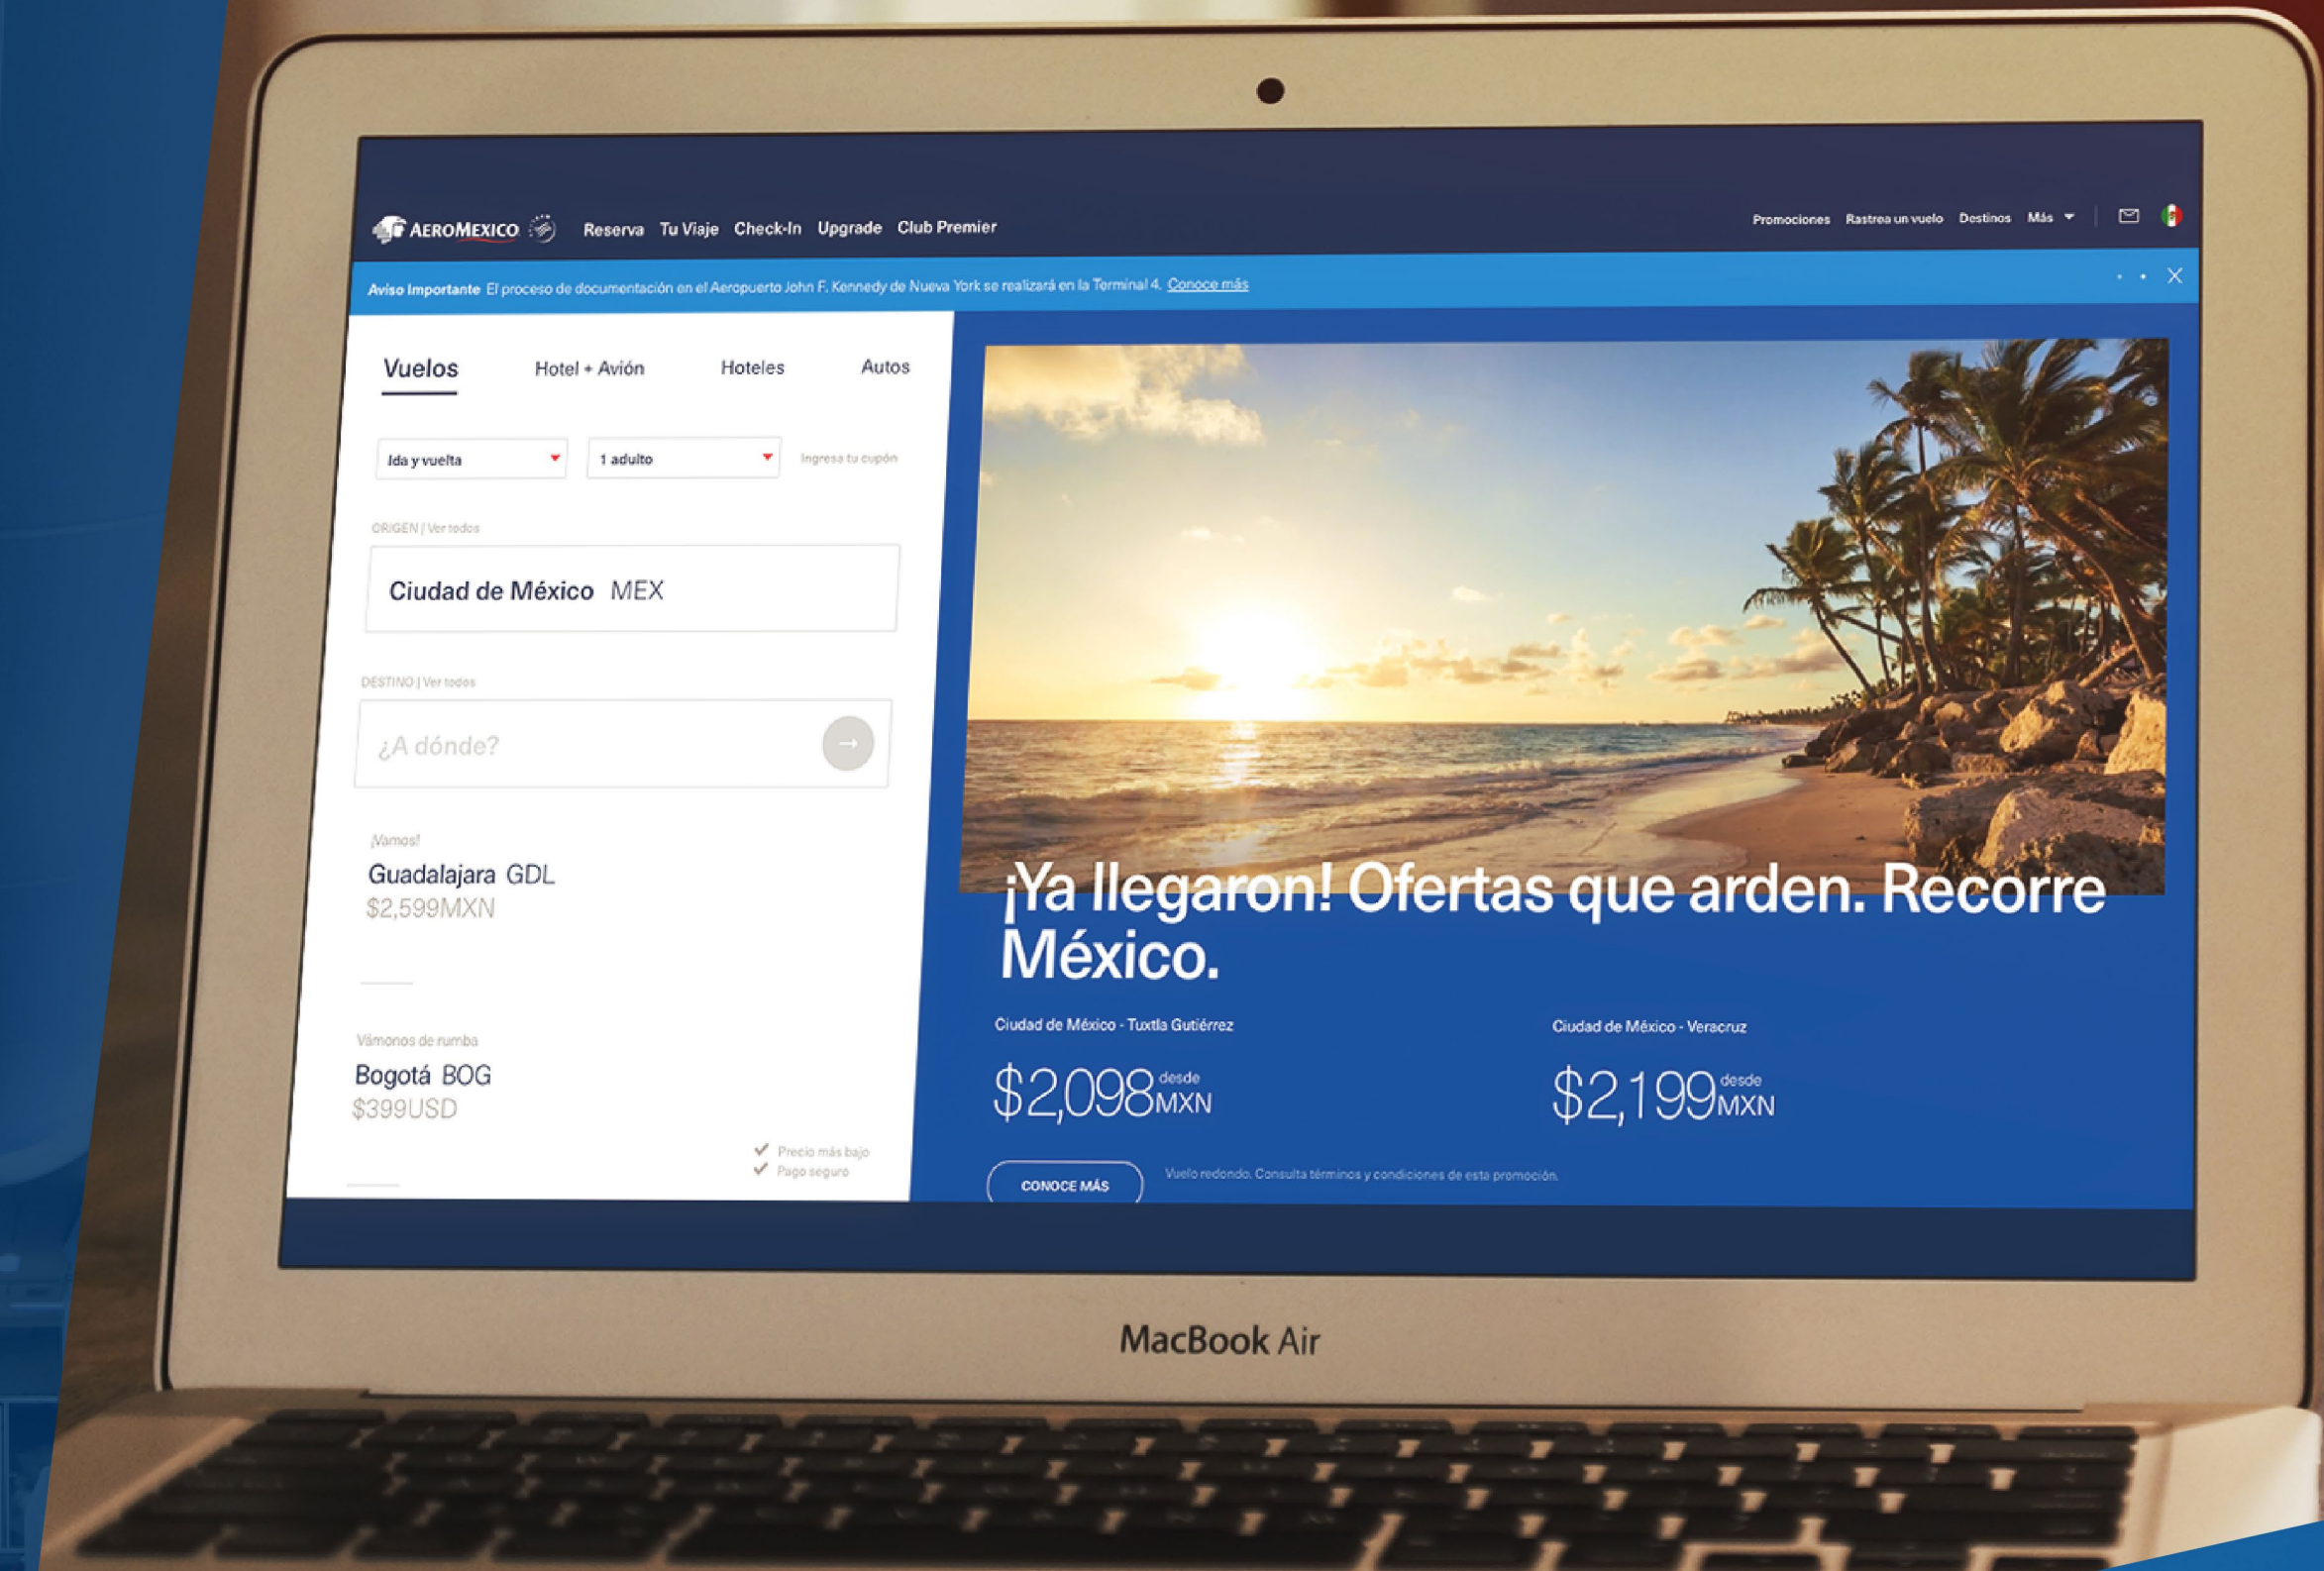 AEROMEXICO
Reserva Tu Viaje Check-In Upgrade Club Premier
Promociones Rastrea un vuelo Destinos Más
Aviso Importante El proceso de documentación en el Aeropuerto John F. Kennedy de Nueva York se realizará en la Terminal 4. Conoce más
Vuelos Hotel + Avión Hoteles Autos
Ida y vuelta 1 adulto Ingresa tu cupón
ORIGEN | Ver todos
Ciudad de México MEX
DESTINO | Ver todos
¿A dónde?
¡Vamos!
Guadalajara GDL
$2,599MXN
Vámonos de rumba
Bogotá BOG
$399USD
Precio más bajo
Pago seguro
¡Ya llegaron! Ofertas que arden. Recorre
México.
Ciudad de México - Tuxtla Gutiérrez
$2,098 desde MXN
Ciudad de México - Veracruz
$2,199 desde MXN
CONOCE MÁS
Vuelo redondo. Consulta términos y condiciones de esta promoción.
MacBook Air